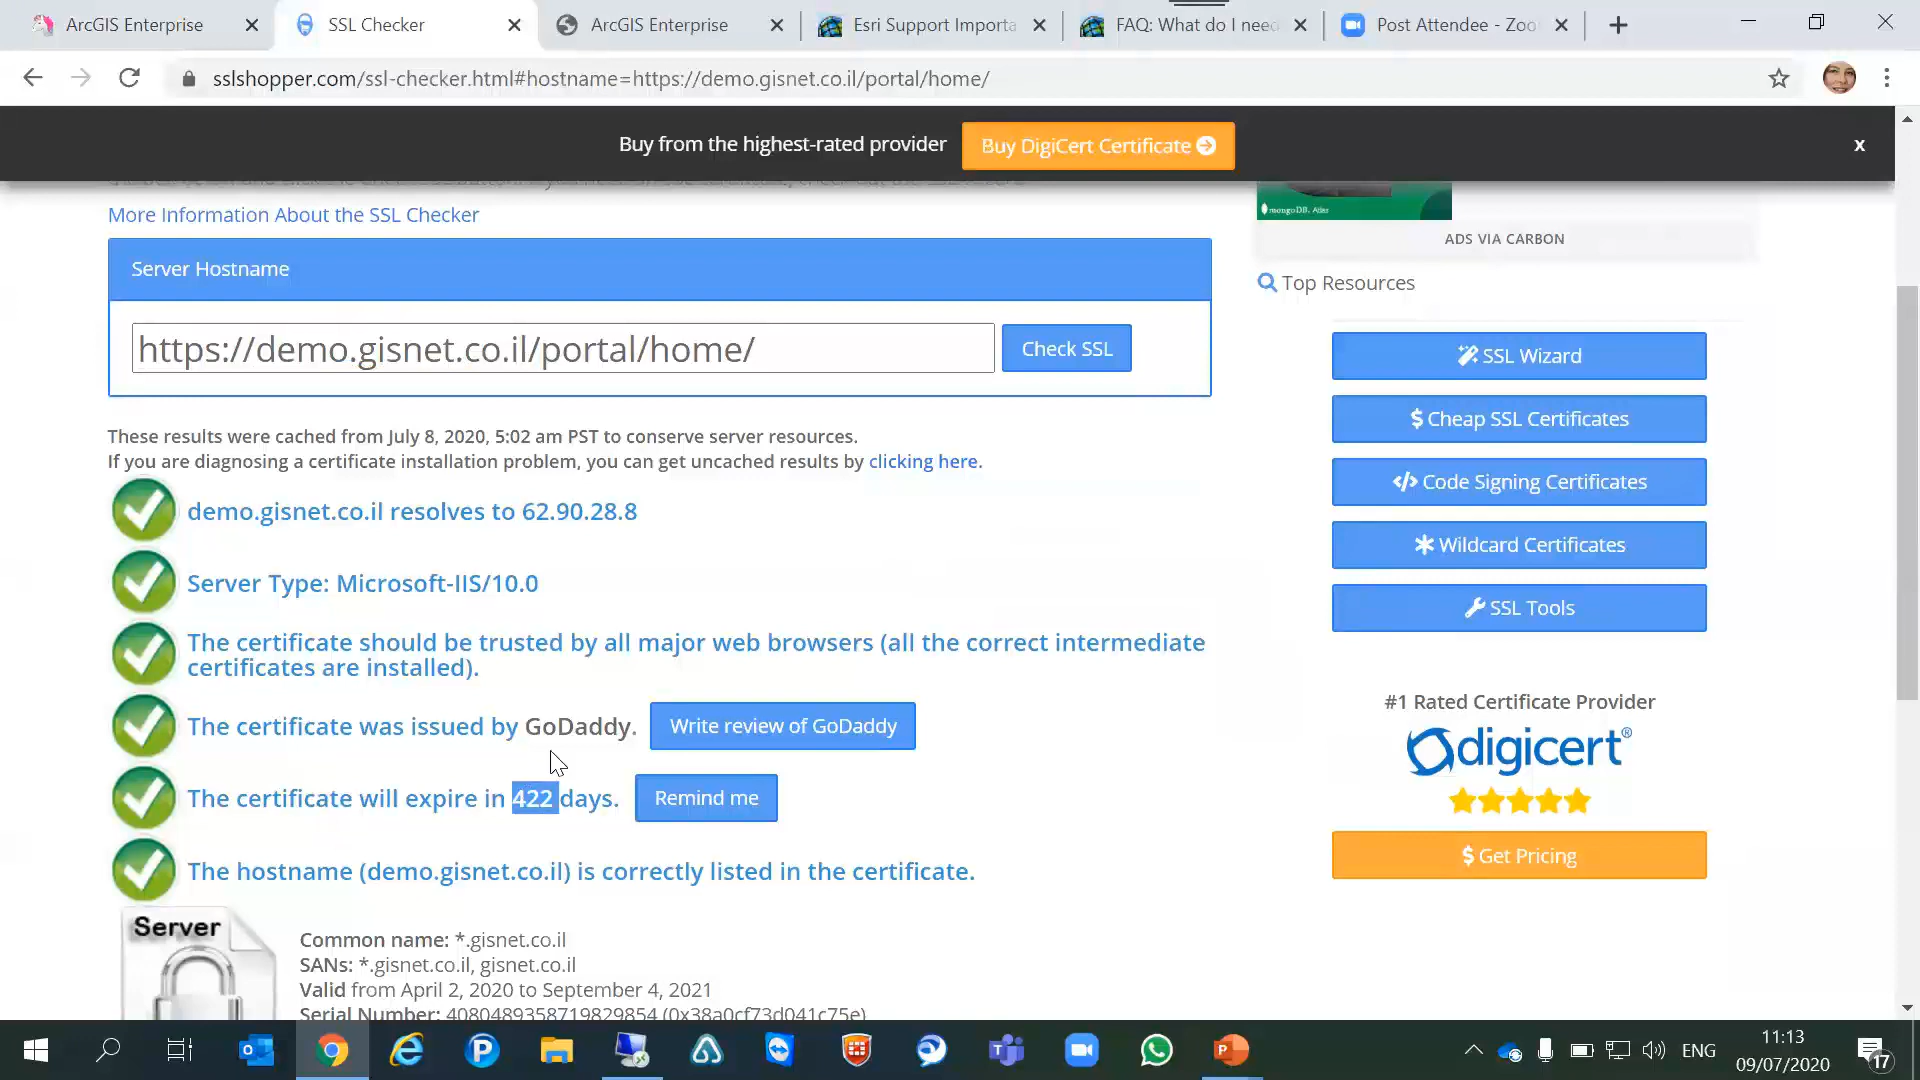 ArcGIS Enterprise
SSL Checker
ArcGIS Enterprise
Esri Support Importa
FAQ: What do I need
Post Attendee - Zoo
sslshopper.com/ssl-checker.html#hostname=https://demo.gisnet.co.il/portal/home/
Buy from the highest-rated provider
Buy DigiCert Certificate
x
More Information About the SSL Checker
mongoDB. Atlas
ADS VIA CARBON
Server Hostname
Top Resources
https://demo.gisnet.co.il/portal/home/
Check SSL
SSL Wizard
Cheap SSL Certificates
Code Signing Certificates
Wildcard Certificates
SSL Tools
These results were cached from July 8, 2020, 5:02 am PST to conserve server resources.
If you are diagnosing a certificate installation problem, you can get uncached results by clicking here.
demo.gisnet.co.il resolves to 62.90.28.8
Server Type: Microsoft-IIS/10.0
The certificate should be trusted by all major web browsers (all the correct intermediate
certificates are installed).
The certificate was issued by GoDaddy.
Write review of GoDaddy
The certificate will expire in 422 days.
Remind me
The hostname (demo.gisnet.co.il) is correctly listed in the certificate.
#1 Rated Certificate Provider
digicert®
$ Get Pricing
Server
Common name: *.gisnet.co.il
SANs: *.gisnet.co.il, gisnet.co.il
Valid from April 2, 2020 to September 4, 2021
Serial Number: 4080489358719829854 (0x38a0cf73d041c75e)
ENG
11:13
09/07/2020
17